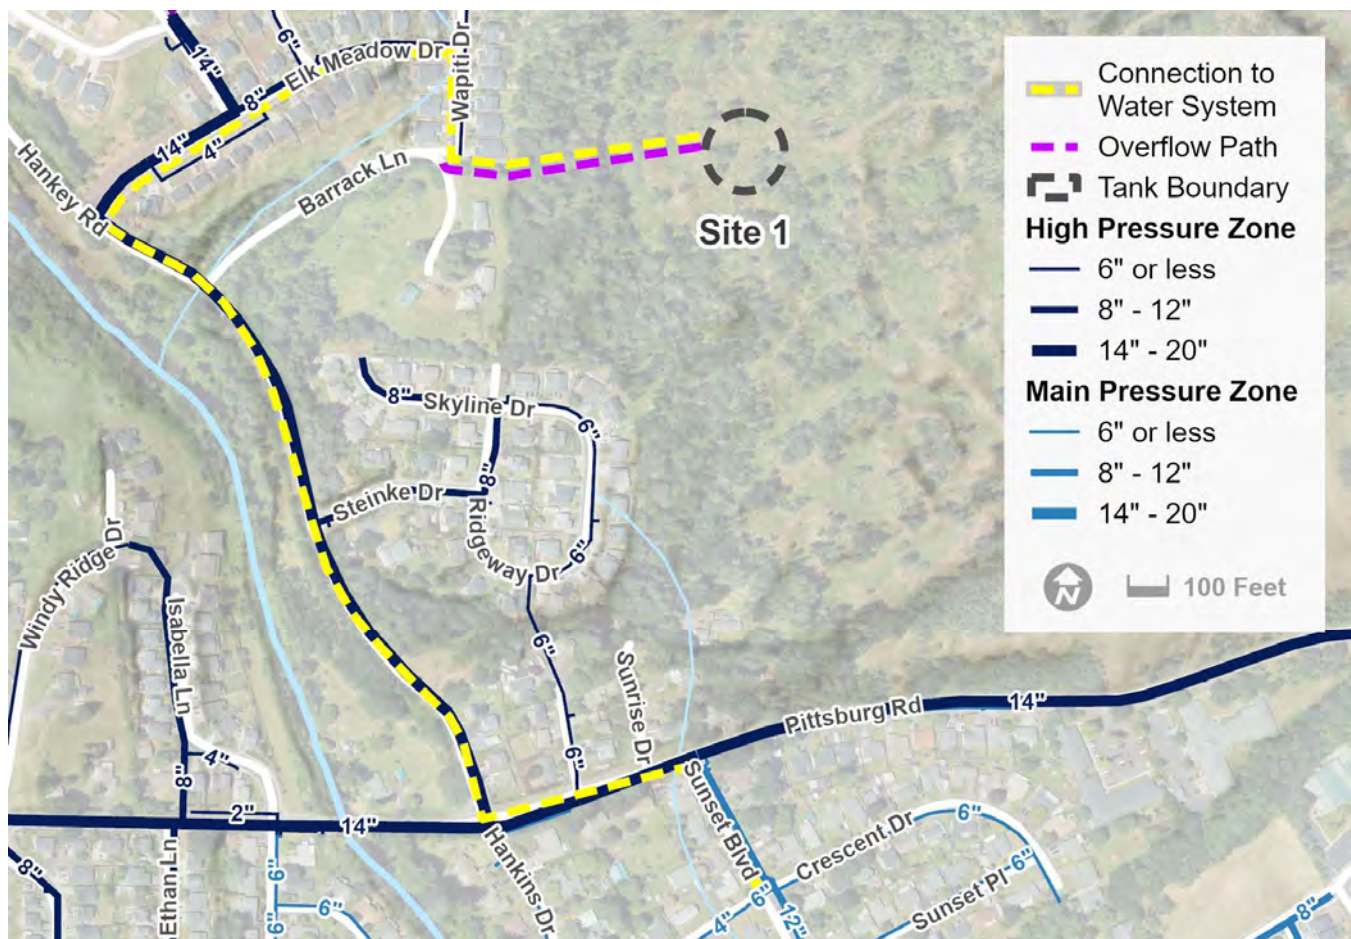 14"
6"
Elk Meadow Dr
Wapiti Dr
8"
14"
4"
Hankey Rd
Barrack Ln
Site 1
Connection to
Water System
Overflow Path
Tank Boundary
High Pressure Zone
6" or less
8" - 12"
14" - 20"
Main Pressure Zone
6" or less
8" - 12"
14" - 20"
N
100 Feet
8"
Skyline Dr
6"
8"
Steinke Dr
Ridgeway Dr
6"
6"
Windy Ridge Dr
Isabella Ln
Sunrise Dr
Pittsburg Rd
14"
4"
6"
8"
2"
14"
Hankins Dr
Sunset Blvd
Crescent Dr
6"
6"
Sunset Pl
8"
Ethan Ln
6"
6"
6"
4"
6"
12"
8"